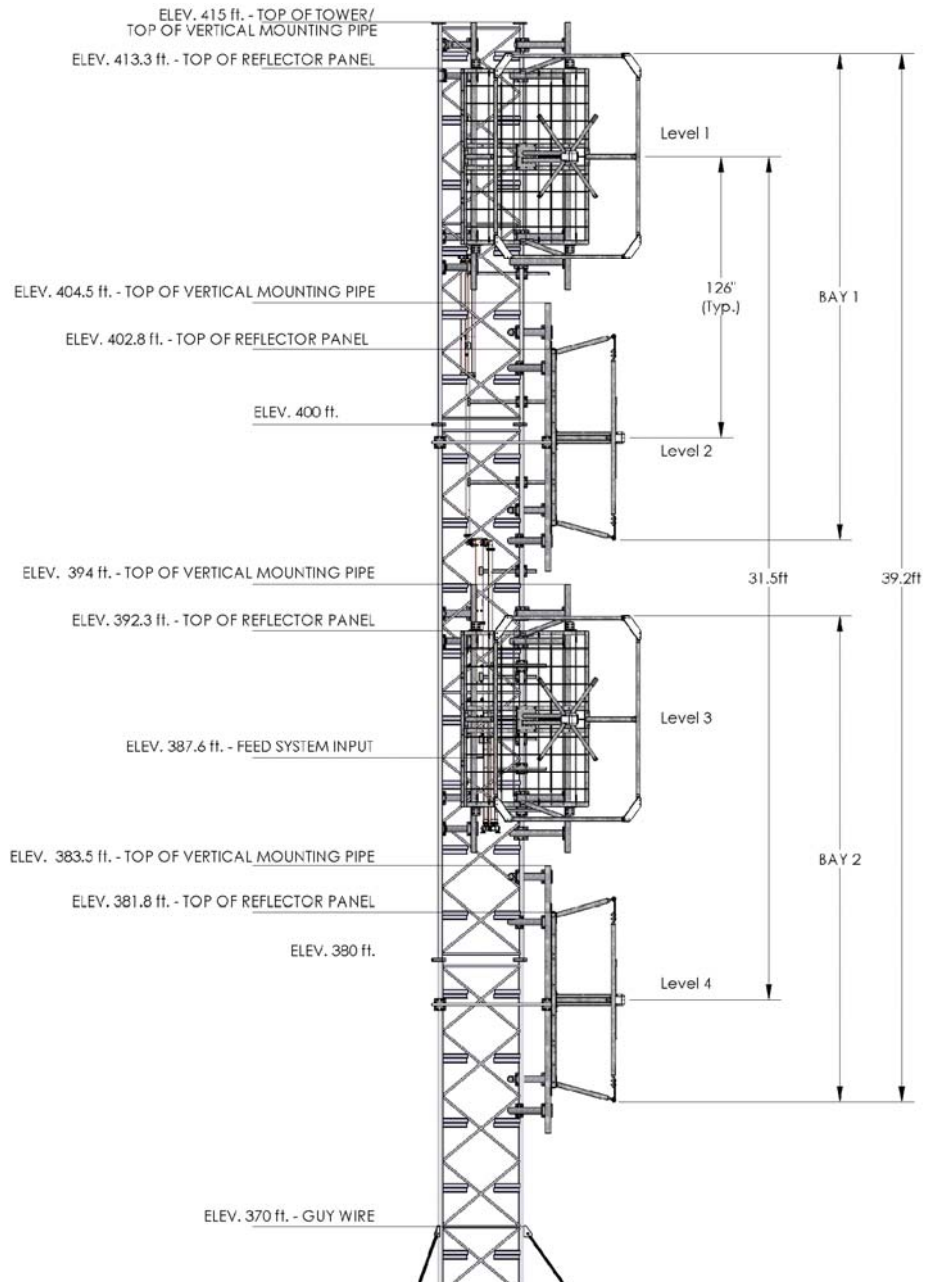 ELEV. 415 ft. - TOP OF TOWER/
TOP OF VERTICAL MOUNTING PIPE
ELEV. 413.3 ft. - TOP OF REFLECTOR PANEL
Level 1
ELEV. 404.5 ft. - TOP OF VERTICAL MOUNTING PIPE
126"
(Typ.)
BAY 1
ELEV. 402.8 ft. - TOP OF REFLECTOR PANEL
ELEV. 400 ft.
Level 2
ELEV. 394 ft. - TOP OF VERTICAL MOUNTING PIPE
31.5ft
39.2ft
ELEV. 392.3 ft. - TOP OF REFLECTOR PANEL
Level 3
ELEV. 387.6 ft. - FEED SYSTEM INPUT
ELEV. 383.5 ft. - TOP OF VERTICAL MOUNTING PIPE
BAY 2
ELEV. 381.8 ft. - TOP OF REFLECTOR PANEL
ELEV. 380 ft.
Level 4
ELEV. 370 ft. - GUY WIRE